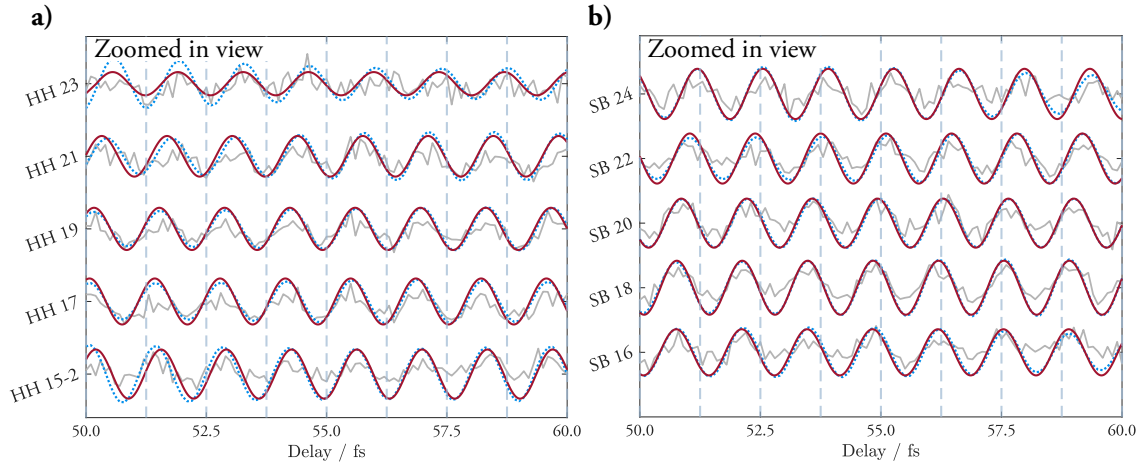 a)
Zoomed in view
HH 23
HH 21
HH 19
HH 17
HH 15-2
50.0 52.5 55.0 57.5 60.0
Delay / fs
b)
Zoomed in view
SB 24
SB 22
SB 20
SB 18
SB 16
50.0 52.5 55.0 57.5 60.0
Delay / fs